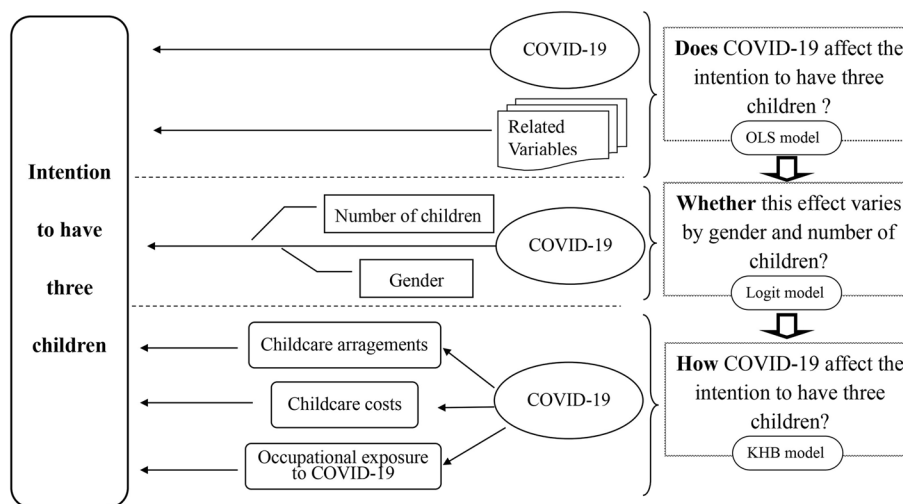 Intention
to have
three
children
COVID-19
Related
Variables
Does COVID-19 affect the
intention to have three
children ?
OLS model
Number of children
Gender
COVID-19
Whether this effect varies
by gender and number of
children?
Logit model
Childcare arragements
Childcare costs
Occupational exposure
to COVID-19
COVID-19
How COVID-19 affect the
intention to have three
children?
KHB model